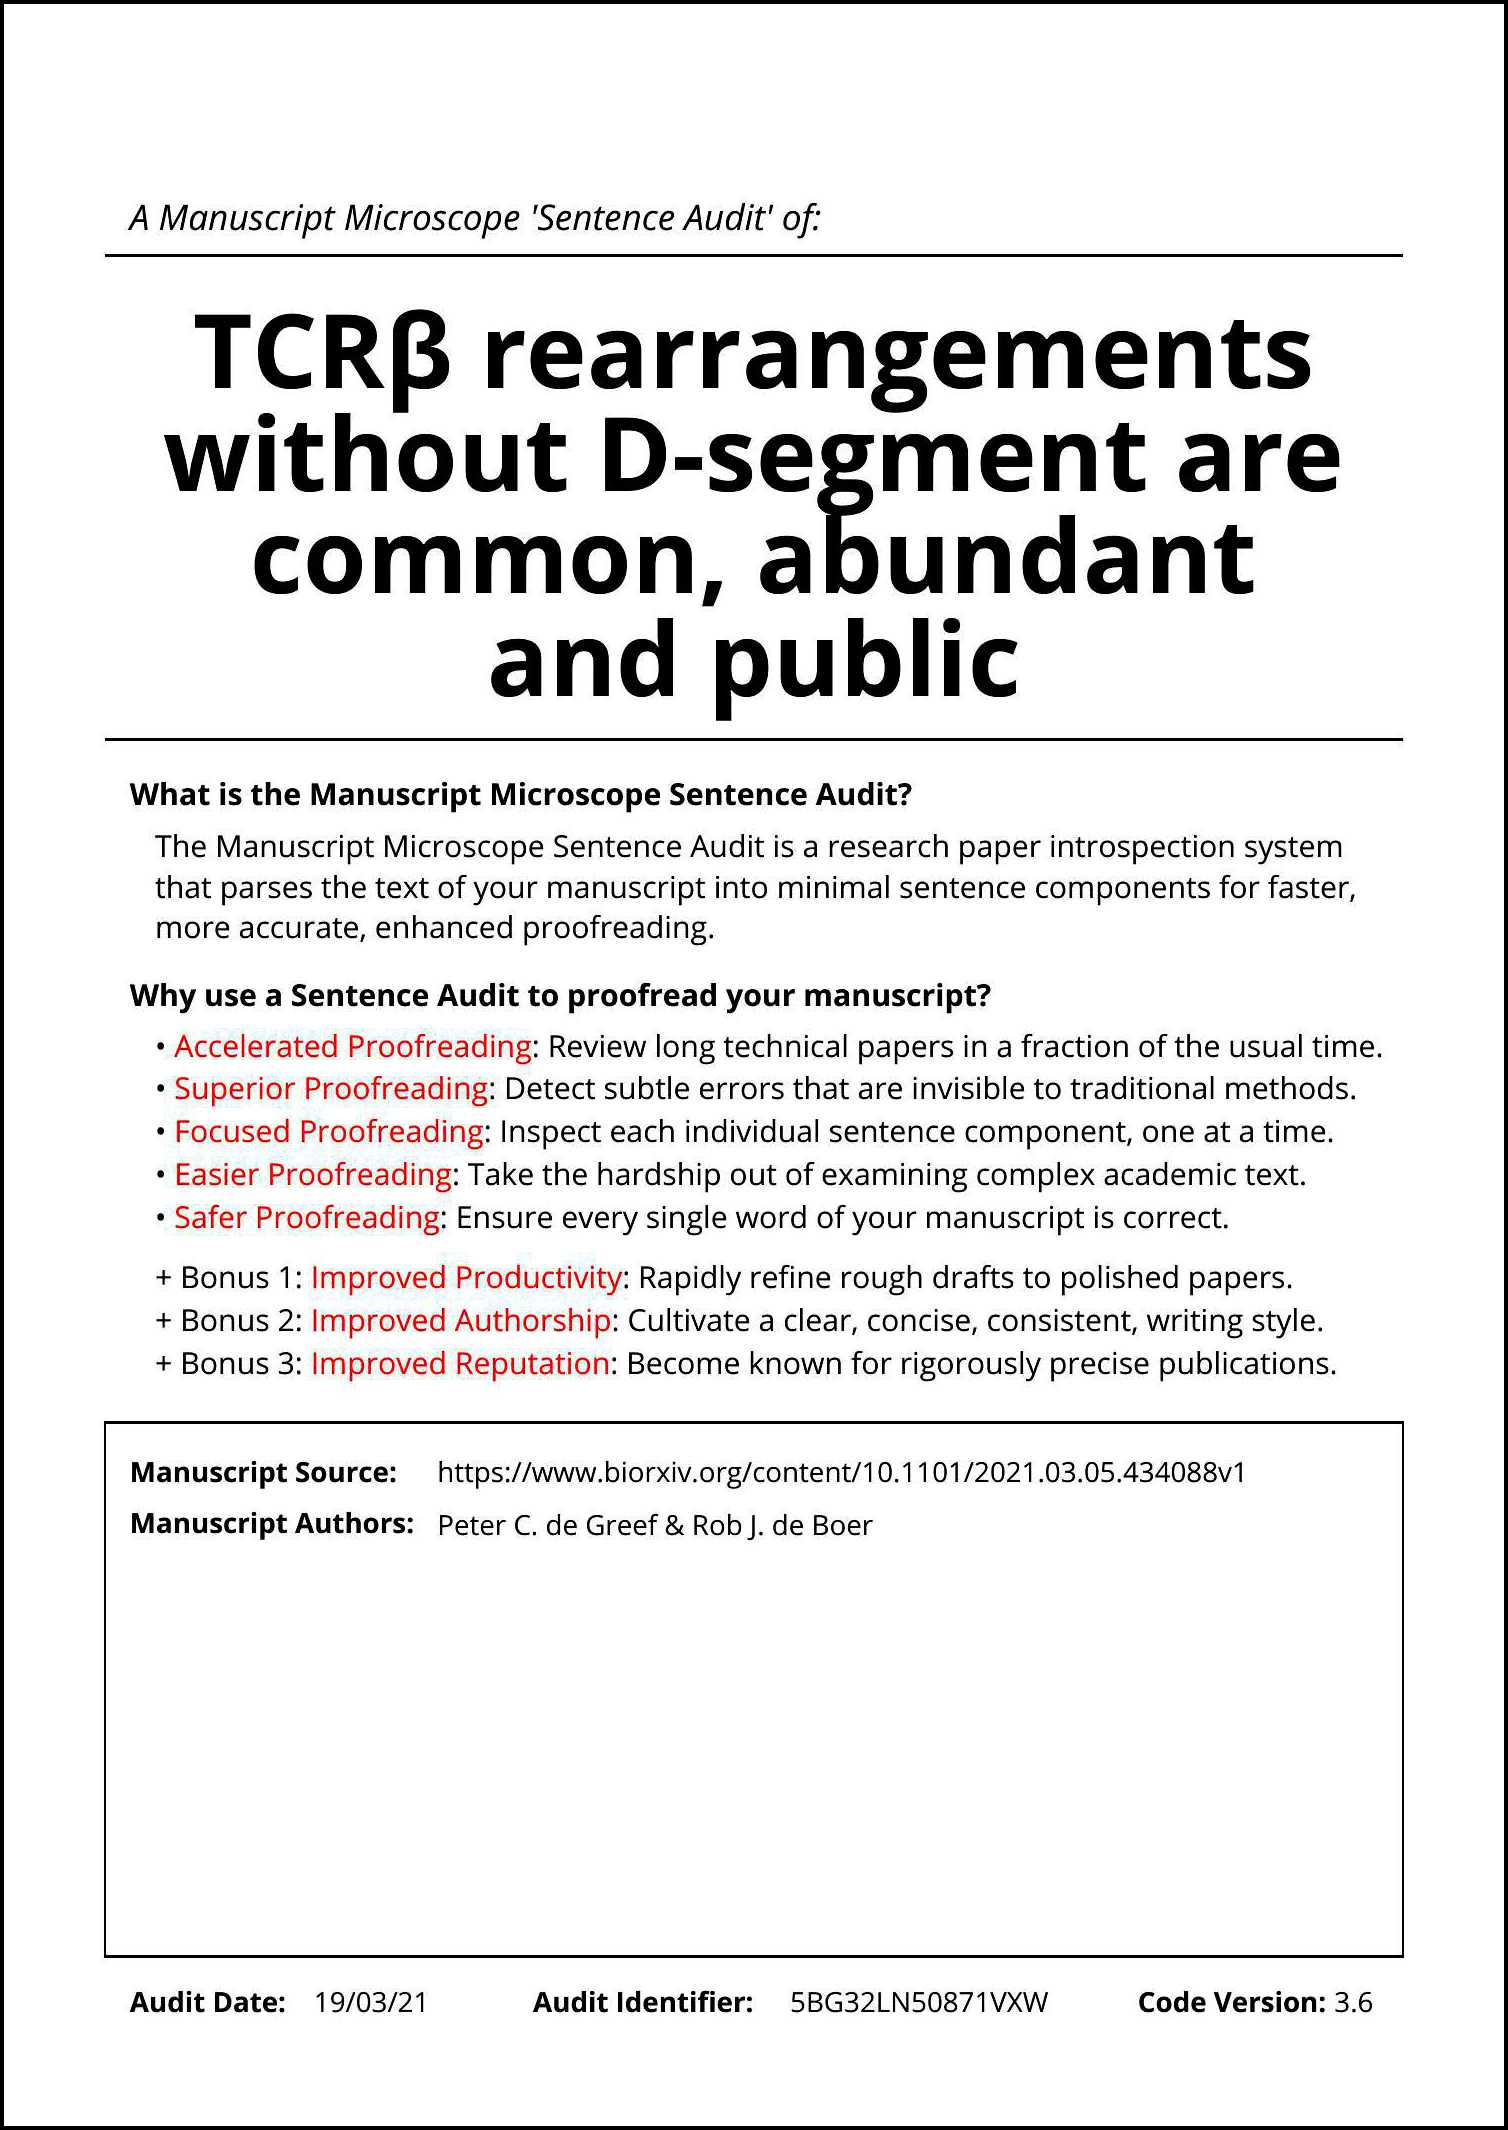 A Manuscript Microscope 'Sentence Audit' of:
TCRβ rearrangements
without D-segment are
common, abundant
and public
What is the Manuscript Microscope Sentence Audit?
The Manuscript Microscope Sentence Audit is a research paper introspection system
that parses the text of your manuscript into minimal sentence components for faster,
more accurate, enhanced proofreading.
Why use a Sentence Audit to proofread your manuscript?
• Accelerated Proofreading: Review long technical papers in a fraction of the usual time.
• Superior Proofreading: Detect subtle errors that are invisible to traditional methods.
• Focused Proofreading: Inspect each individual sentence component, one at a time.
• Easier Proofreading: Take the hardship out of examining complex academic text.
• Safer Proofreading: Ensure every single word of your manuscript is correct.
+ Bonus 1: Improved Productivity: Rapidly refine rough drafts to polished papers.
+ Bonus 2: Improved Authorship: Cultivate a clear, concise, consistent, writing style.
+ Bonus 3: Improved Reputation: Become known for rigorously precise publications.
Manuscript Source: https://www.biorxiv.org/content/10.1101/2021.03.05.434088v1
Manuscript Authors: Peter C. de Greef & Rob J. de Boer
Audit Date: 19/03/21 Audit Identifier: 5BG32LN50871VXW Code Version: 3.6